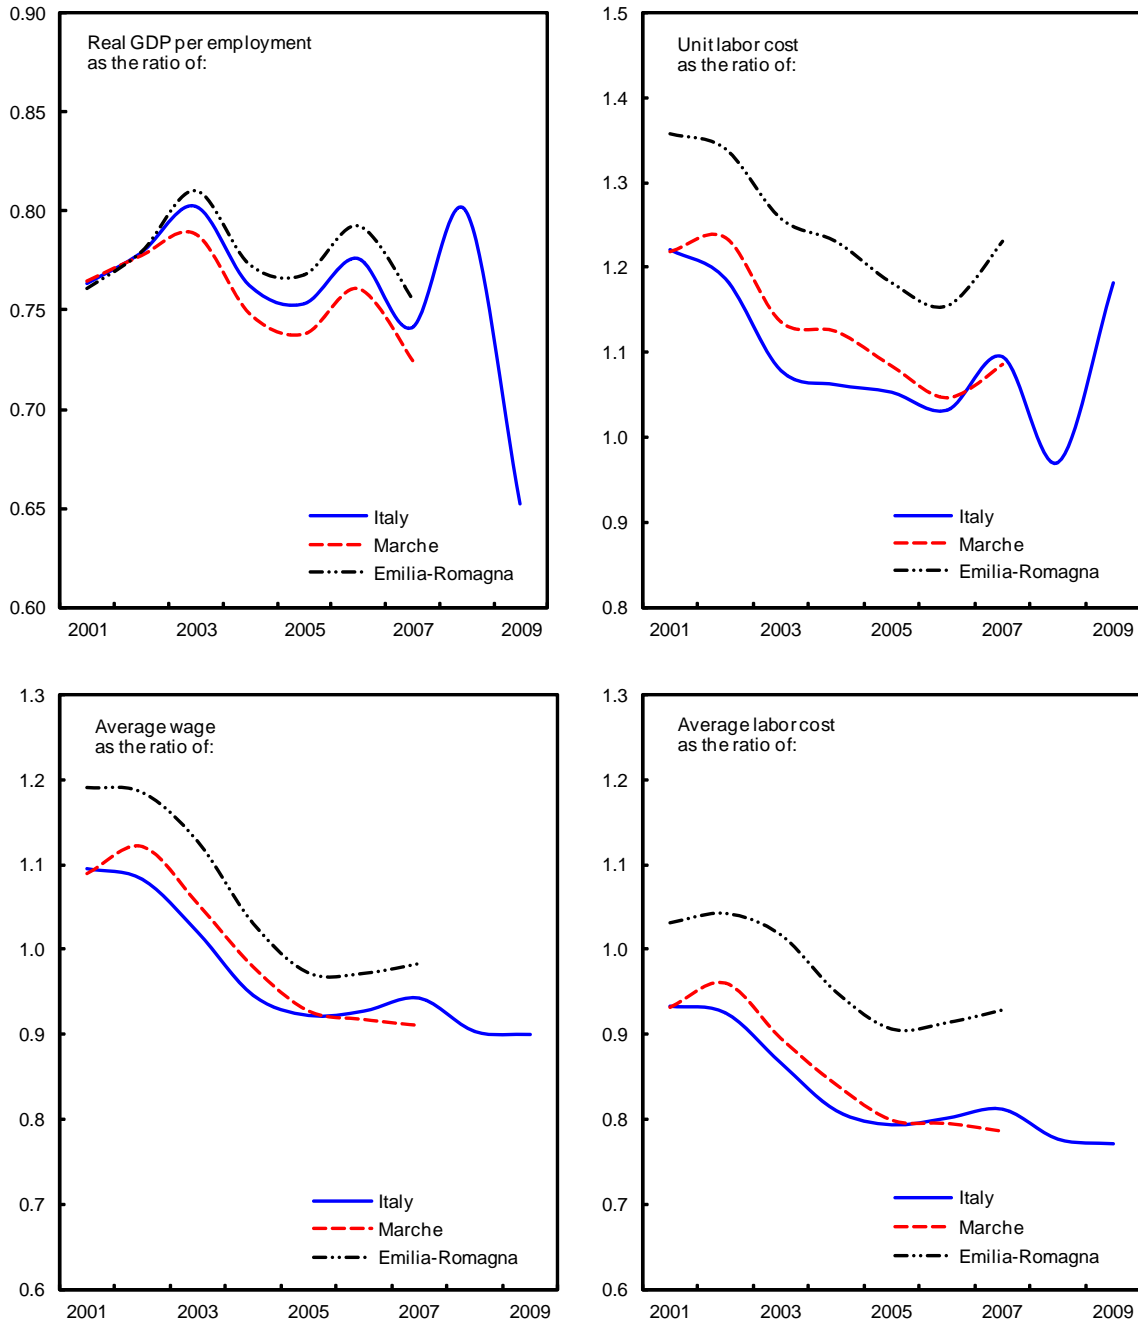 Real GDP per employment
as the ratio of:
0.90
0.85
0.80
0.75
0.70
0.65
0.60
Italy
Marche
Emilia-Romagna
2001 2003 2005 2007 2009
Unit labor cost
as the ratio of:
1.5
1.4
1.3
1.2
1.1
1.0
0.9
0.8
Italy
Marche
Emilia-Romagna
2001 2003 2005 2007 2009
Average wage
as the ratio of:
1.3
1.2
1.1
1.0
0.9
0.8
0.7
0.6
Italy
Marche
Emilia-Romagna
2001 2003 2005 2007 2009
Average labor cost
as the ratio of:
1.3
1.2
1.1
1.0
0.9
0.8
0.7
0.6
Italy
Marche
Emilia-Romagna
2001 2003 2005 2007 2009